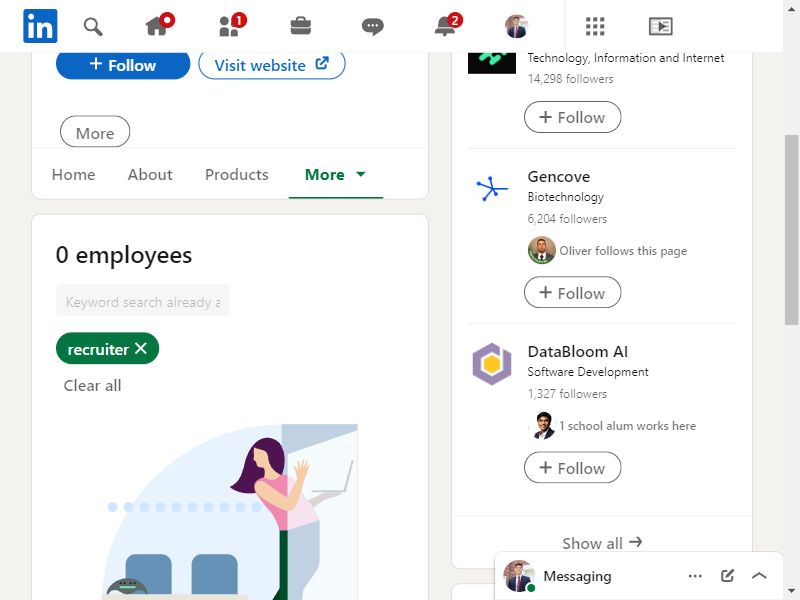 in
1
2
Follow
Visit website
More
Home
About
Products
More
0 employees
Keyword search already a
recruiter
Clear all
Technology, Information and Internet
14,298 followers
+ Follow
Gencove
Biotechnology
6,204 followers
Oliver follows this page
+ Follow
DataBloom AI
Software Development
1,327 followers
1 school alum works here
+ Follow
Show all
Messaging